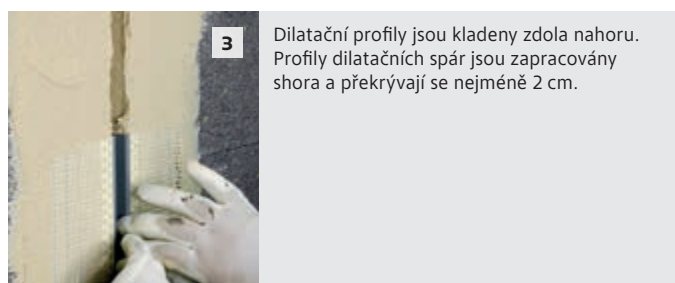 3
Dilatační profily jsou kladeny zdola nahoru.
Profily dilatačních spár jsou zapracovány
shora a překrývají se nejméně 2 cm.